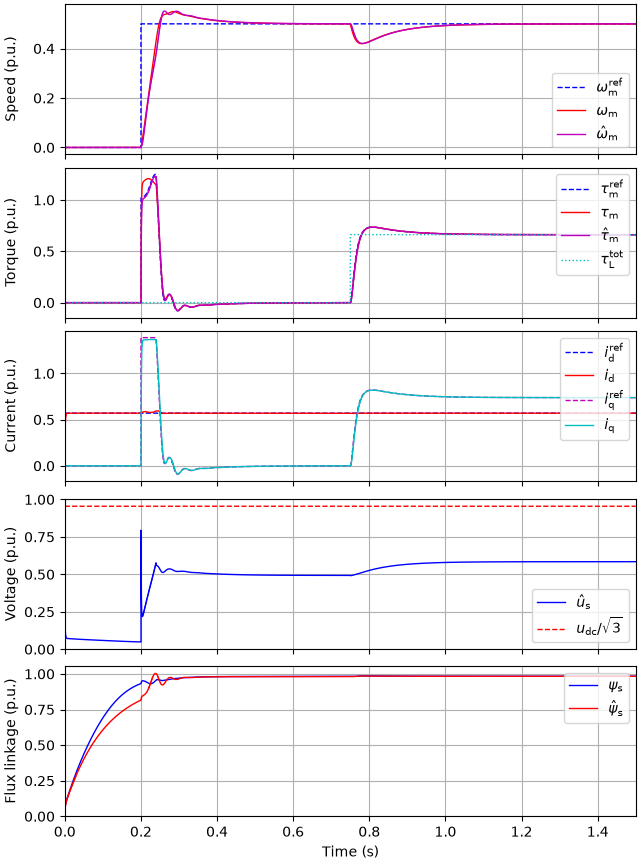 Speed (p.u.)
0.4
0.2
0.0
ω_m^ref
ω_m
ω̂_m
Torque (p.u.)
1.0
0.5
0.0
τ_m^ref
τ_m
τ̂_m
τ_L^tot
Current (p.u.)
1.0
0.5
0.0
i_d^ref
i_d
i_q^ref
i_q
Voltage (p.u.)
1.00
0.75
0.50
0.25
0.00
û_s
u_dc/√3
Flux linkage (p.u.)
1.00
0.75
0.50
0.25
0.00
ψ_s
ψ̂_s
0.0 0.2 0.4 0.6 0.8 1.0 1.2 1.4
Time (s)